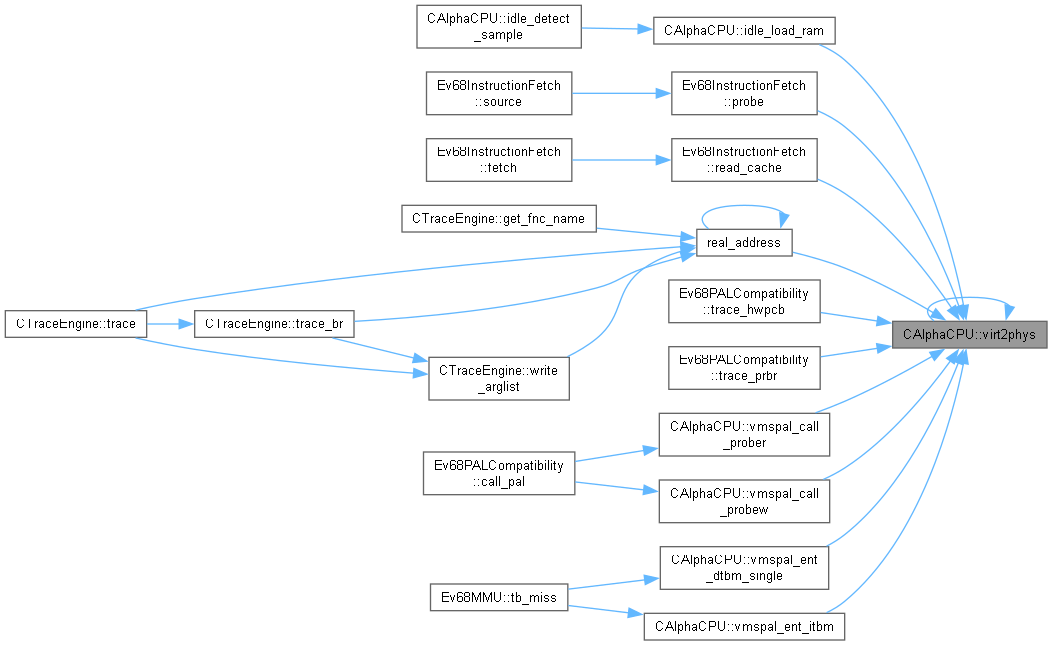 CAlphaCPU::idle_detect
_sample
CAlphaCPU::idle_load_ram
Ev68InstructionFetch
::source
Ev68InstructionFetch
::probe
Ev68InstructionFetch
::fetch
Ev68InstructionFetch
::read_cache
CTraceEngine::get_fnc_name
real_address
Ev68PALCompatibility
::trace_hwpcb
CTraceEngine::trace
CTraceEngine::trace_br
CAlphaCPU::virt2phys
Ev68PALCompatibility
::trace_prbr
CTraceEngine::write
_arglist
CAlphaCPU::vmspal_call
_prober
Ev68PALCompatibility
::call_pal
CAlphaCPU::vmspal_call
_probew
CAlphaCPU::vmspal_ent
_dtbm_single
Ev68MMU::tb_miss
CAlphaCPU::vmspal_ent_itbm